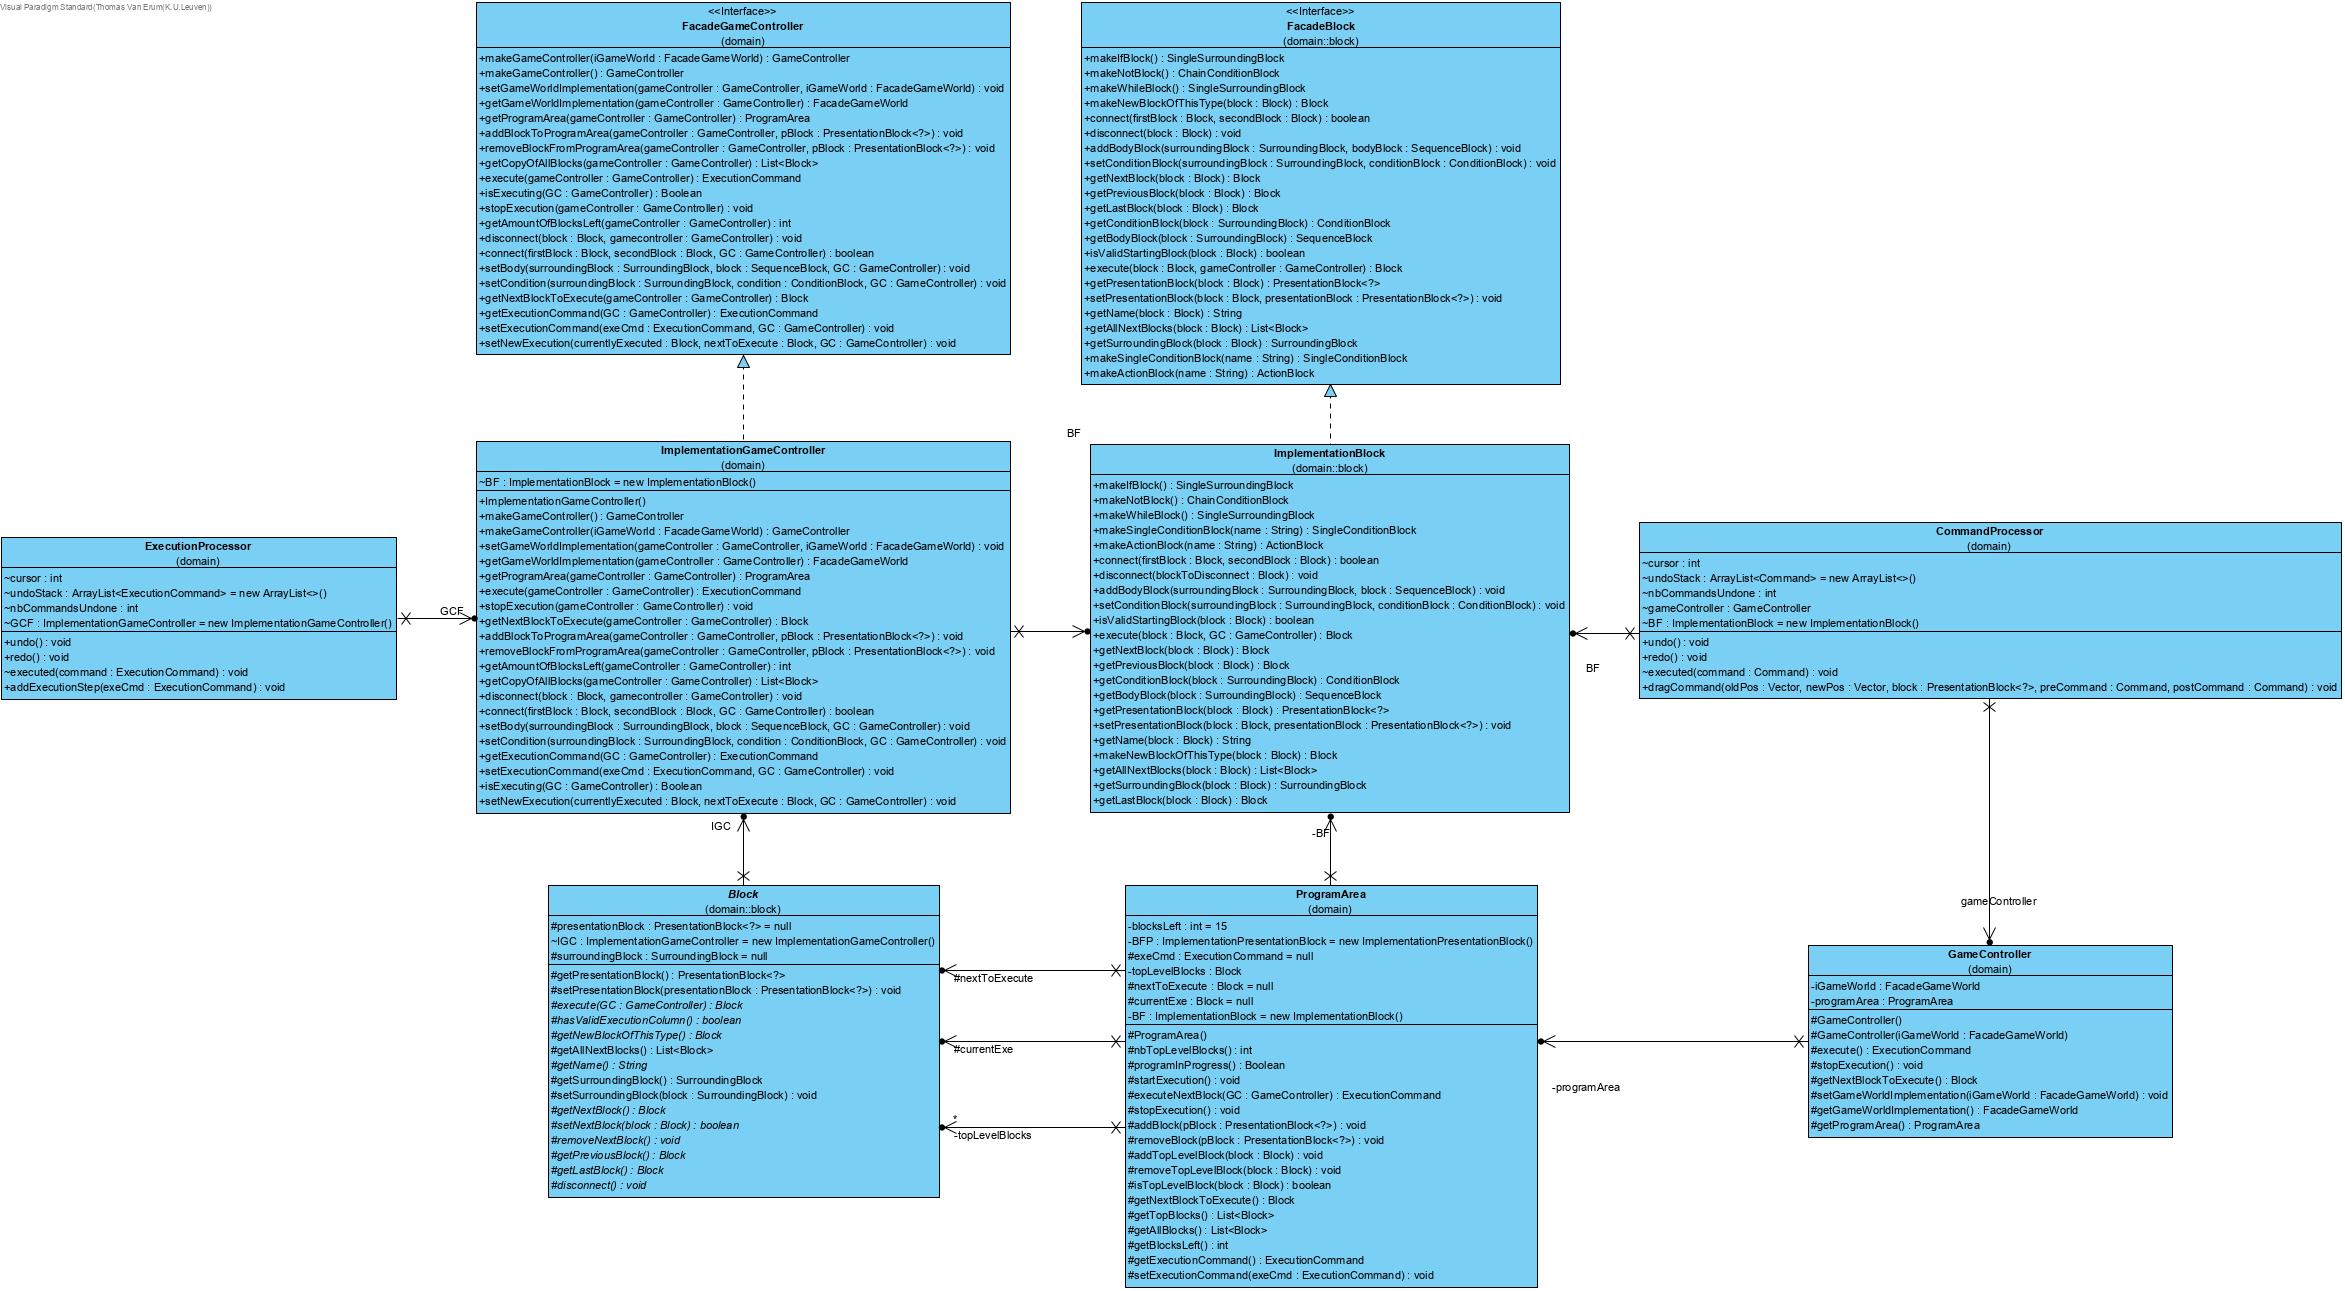 Visual Paradigm Standard(Thomas Van Erum(K.U.Leuven))
<<Interface>>
FacadeGameController
(domain)
+makeGameController(iGameWorld : FacadeGameWorld) : GameController
+makeGameController() : GameController
+setGameWorldImplementation(gameController : GameController, iGameWorld : FacadeGameWorld) : void
+getGameWorldImplementation(gameController : GameController) : FacadeGameWorld
+getProgramArea(gameController : GameController) : ProgramArea
+addBlockToProgramArea(gameController : GameController, pBlock : PresentationBlock<?>) : void
+removeBlockFromProgramArea(gameController : GameController, pBlock : PresentationBlock<?>) : void
+getCopyOfAllBlocks(gameController : GameController) : List<Block>
+execute(gameController : GameController) : ExecutionCommand
+isExecuting(GC : GameController) : Boolean
+stopExecution(gameController : GameController) : void
+getAmountOfBlocksLeft(gameController : GameController) : int
+disconnect(block : Block, gamecontroller : GameController) : void
+connect(firstBlock : Block, secondBlock : Block, GC : GameController) : boolean
+setBody(surroundingBlock : SurroundingBlock, block : SequenceBlock, GC : GameController) : void
+setCondition(surroundingBlock : SurroundingBlock, condition : ConditionBlock, GC : GameController) : void
+getNextBlockToExecute(gameController : GameController) : Block
+getExecutionCommand(GC : GameController) : ExecutionCommand
+setExecutionCommand(exeCmd : ExecutionCommand, GC : GameController) : void
+setNewExecution(currentlyExecuted : Block, nextToExecute : Block, GC : GameController) : void
<<Interface>>
FacadeBlock
(domain::block)
+makeIfBlock() : SingleSurroundingBlock
+makeNotBlock() : ChainConditionBlock
+makeWhileBlock() : SingleSurroundingBlock
+makeNewBlockOfThisType(block : Block) : Block
+connect(firstBlock : Block, secondBlock : Block) : boolean
+disconnect(block : Block) : void
+addBodyBlock(surroundingBlock : SurroundingBlock, bodyBlock : SequenceBlock) : void
+setConditionBlock(surroundingBlock : SurroundingBlock, conditionBlock : ConditionBlock) : void
+getNextBlock(block : Block) : Block
+getPreviousBlock(block : Block) : Block
+getLastBlock(block : Block) : Block
+getConditionBlock(block : SurroundingBlock) : ConditionBlock
+getBodyBlock(block : SurroundingBlock) : SequenceBlock
+isValidStartingBlock(block : Block) : boolean
+execute(block : Block, gameController : GameController) : Block
+getPresentationBlock(block : Block) : PresentationBlock<?>
+setPresentationBlock(block : Block, presentationBlock : PresentationBlock<?>) : void
+getName(block : Block) : String
+getAllNextBlocks(block : Block) : List<Block>
+getSurroundingBlock(block : Block) : SurroundingBlock
+makeSingleConditionBlock(name : String) : SingleConditionBlock
+makeActionBlock(name : String) : ActionBlock
ExecutionProcessor
(domain)
~cursor : int
~undoStack : ArrayList<ExecutionCommand> = new ArrayList<>()
~nbCommandsUndone : int
~GCF : ImplementationGameController = new ImplementationGameController()
+undo() : void
+redo() : void
~executed(command : ExecutionCommand) : void
+addExecutionStep(exeCmd : ExecutionCommand) : void
GCF
ImplementationGameController
(domain)
~BF : ImplementationBlock = new ImplementationBlock()
+ImplementationGameController()
+makeGameController() : GameController
+makeGameController(iGameWorld : FacadeGameWorld) : GameController
+setGameWorldImplementation(gameController : GameController, iGameWorld : FacadeGameWorld) : void
+getGameWorldImplementation(gameController : GameController) : FacadeGameWorld
+getProgramArea(gameController : GameController) : ProgramArea
+execute(gameController : GameController) : ExecutionCommand
+stopExecution(gameController : GameController) : void
+getNextBlockToExecute(gameController : GameController) : Block
+addBlockToProgramArea(gameController : GameController, pBlock : PresentationBlock<?>) : void
+removeBlockFromProgramArea(gameController : GameController, pBlock : PresentationBlock<?>) : void
+getAmountOfBlocksLeft(gameController : GameController) : int
+getCopyOfAllBlocks(gameController : GameController) : List<Block>
+disconnect(block : Block, gamecontroller : GameController) : void
+connect(firstBlock : Block, secondBlock : Block, GC : GameController) : boolean
+setBody(surroundingBlock : SurroundingBlock, block : SequenceBlock, GC : GameController) : void
+setCondition(surroundingBlock : SurroundingBlock, condition : ConditionBlock, GC : GameController) : void
+getExecutionCommand(GC : GameController) : ExecutionCommand
+setExecutionCommand(exeCmd : ExecutionCommand, GC : GameController) : void
+isExecuting(GC : GameController) : Boolean
+setNewExecution(currentlyExecuted : Block, nextToExecute : Block, GC : GameController) : void
BF
ImplementationBlock
(domain::block)
+makeIfBlock() : SingleSurroundingBlock
+makeNotBlock() : ChainConditionBlock
+makeWhileBlock() : SingleSurroundingBlock
+makeSingleConditionBlock(name : String) : SingleConditionBlock
+makeActionBlock(name : String) : ActionBlock
+connect(firstBlock : Block, secondBlock : Block) : boolean
+disconnect(blockToDisconnect : Block) : void
+addBodyBlock(surroundingBlock : SurroundingBlock, block : SequenceBlock) : void
+setConditionBlock(surroundingBlock : SurroundingBlock, conditionBlock : ConditionBlock) : void
+isValidStartingBlock(block : Block) : boolean
+execute(block : Block, GC : GameController) : Block
+getNextBlock(block : Block) : Block
+getPreviousBlock(block : Block) : Block
+getConditionBlock(block : SurroundingBlock) : ConditionBlock
+getBodyBlock(block : SurroundingBlock) : SequenceBlock
+getPresentationBlock(block : Block) : PresentationBlock<?>
+setPresentationBlock(block : Block, presentationBlock : PresentationBlock<?>) : void
+getName(block : Block) : String
+makeNewBlockOfThisType(block : Block) : Block
+getAllNextBlocks(block : Block) : List<Block>
+getSurroundingBlock(block : Block) : SurroundingBlock
+getLastBlock(block : Block) : Block
BF
CommandProcessor
(domain)
~cursor : int
~undoStack : ArrayList<Command> = new ArrayList<>()
~nbCommandsUndone : int
~gameController : GameController
~BF : ImplementationBlock = new ImplementationBlock()
+undo() : void
+redo() : void
~executed(command : Command) : void
+dragCommand(oldPos : Vector, newPos : Vector, block : PresentationBlock<?>, preCommand : Command, postCommand : Command) : void
IGC
-BF
gameController
Block
(domain::block)
#presentationBlock : PresentationBlock<?> = null
~IGC : ImplementationGameController = new ImplementationGameController()
#surroundingBlock : SurroundingBlock = null
#getPresentationBlock() : PresentationBlock<?>
#setPresentationBlock(presentationBlock : PresentationBlock<?>) : void
#execute(GC : GameController) : Block
#hasValidExecutionColumn() : boolean
#getNewBlockOfThisType() : Block
#getAllNextBlocks() : List<Block>
#getName() : String
#getSurroundingBlock() : SurroundingBlock
#setSurroundingBlock(block : SurroundingBlock) : void
#getNextBlock() : Block
#setNextBlock(block : Block) : boolean
#removeNextBlock() : void
#getPreviousBlock() : Block
#getLastBlock() : Block
#disconnect() : void
#nextToExecute
#currentExe
*
-topLevelBlocks
ProgramArea
(domain)
-blocksLeft : int = 15
-BFP : ImplementationPresentationBlock = new ImplementationPresentationBlock()
#exeCmd : ExecutionCommand = null
-topLevelBlocks : Block
#nextToExecute : Block = null
#currentExe : Block = null
-BF : ImplementationBlock = new ImplementationBlock()
#ProgramArea()
#nbTopLevelBlocks() : int
#programInProgress() : Boolean
#startExecution() : void
#executeNextBlock(GC : GameController) : ExecutionCommand
#stopExecution() : void
#addBlock(pBlock : PresentationBlock<?>) : void
#removeBlock(pBlock : PresentationBlock<?>) : void
#addTopLevelBlock(block : Block) : void
#removeTopLevelBlock(block : Block) : void
#isTopLevelBlock(block : Block) : boolean
#getNextBlockToExecute() : Block
#getTopBlocks() : List<Block>
#getAllBlocks() : List<Block>
#getBlocksLeft() : int
#getExecutionCommand() : ExecutionCommand
#setExecutionCommand(exeCmd : ExecutionCommand) : void
-programArea
GameController
(domain)
-iGameWorld : FacadeGameWorld
-programArea : ProgramArea
#GameController()
#GameController(iGameWorld : FacadeGameWorld)
#execute() : ExecutionCommand
#stopExecution() : void
#getNextBlockToExecute() : Block
#setGameWorldImplementation(iGameWorld : FacadeGameWorld) : void
#getGameWorldImplementation() : FacadeGameWorld
#getProgramArea() : ProgramArea